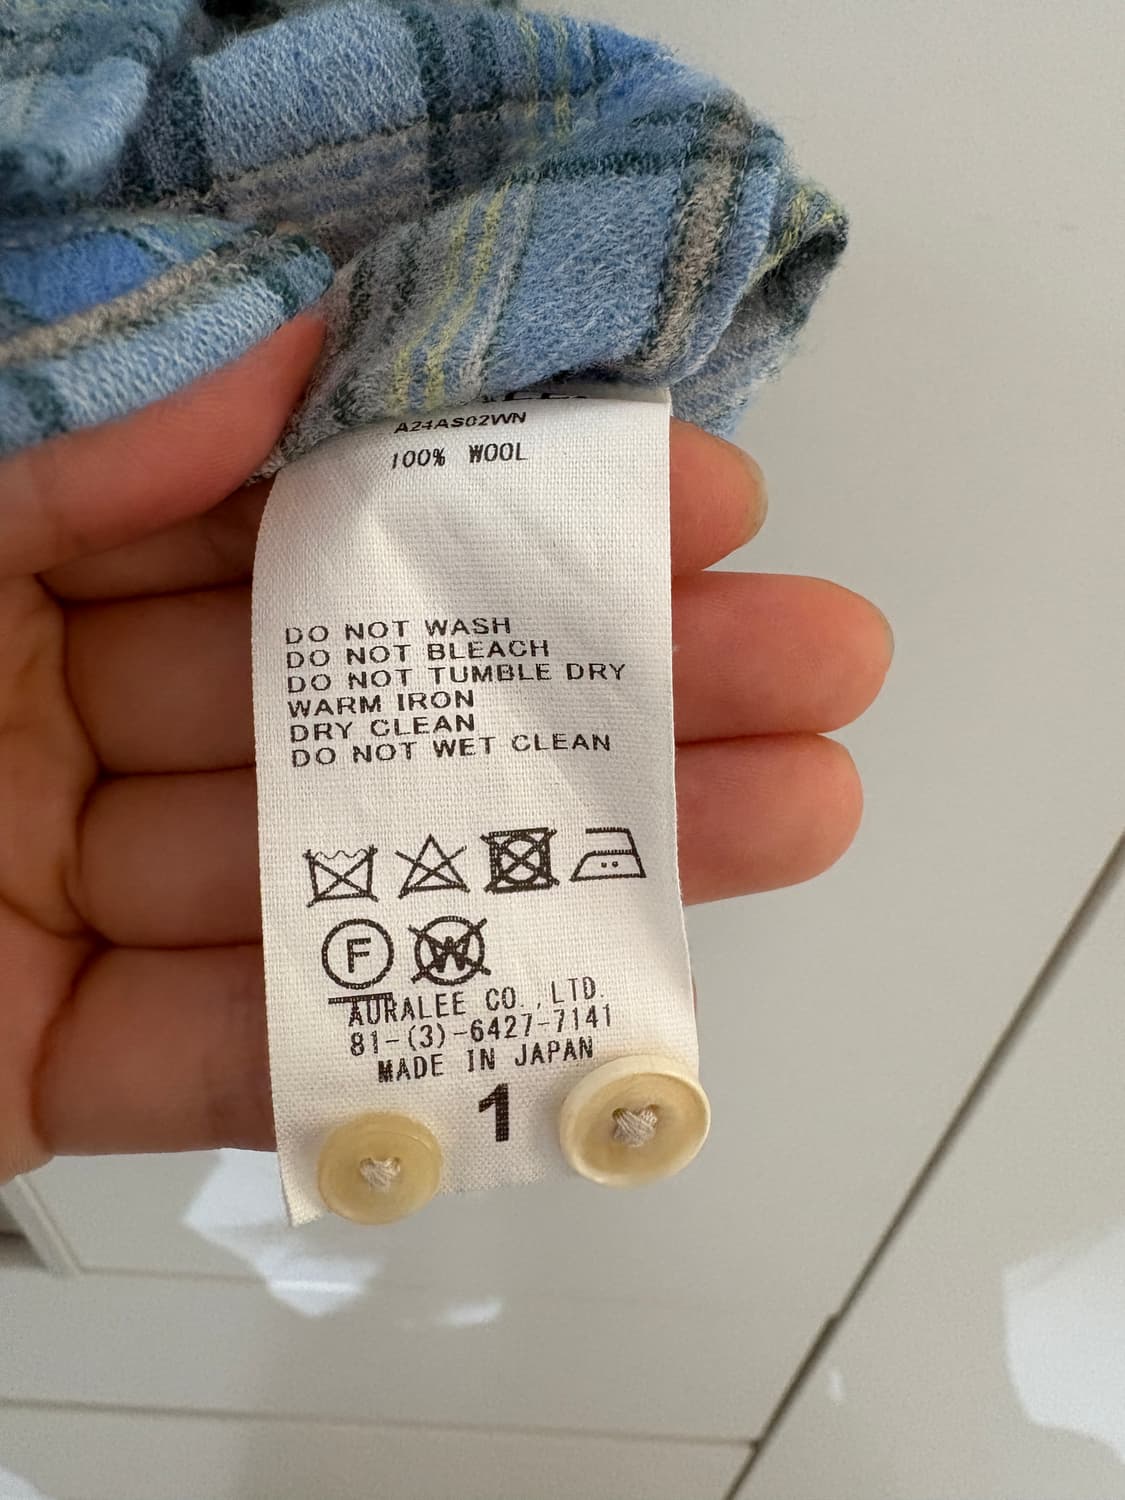 A24AS02WN
100% WOOL
DO NOT WASH
DO NOT BLEACH
DO NOT TUMBLE DRY
WARM IRON
DRY CLEAN
DO NOT WET CLEAN
F W
AURALEE CO.,LTD.
81-(3)-6427-7141
MADE IN JAPAN
1